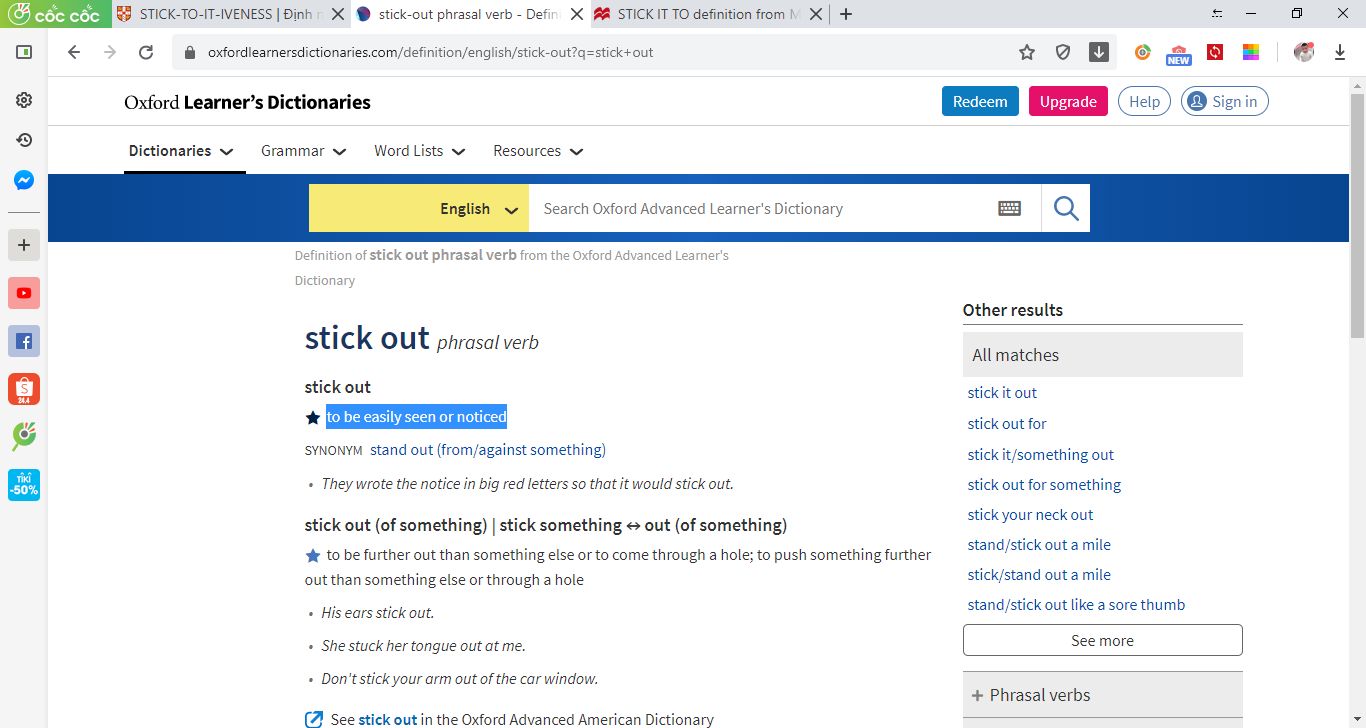 cốc cốc
STICK-TO-IT-IVENESS | Định n
stick-out phrasal verb - Defin
STICK IT TO definition from M
oxfordlearnersdictionaries.com/definition/english/stick-out?q=stick+out
NEW
Oxford Learner's Dictionaries
Redeem
Upgrade
Help
Sign in
Dictionaries
Grammar
Word Lists
Resources
English
Search Oxford Advanced Learner's Dictionary
Definition of stick out phrasal verb from the Oxford Advanced Learner's
Dictionary
stick out phrasal verb
stick out
to be easily seen or noticed
SYNONYM stand out (from/against something)
• They wrote the notice in big red letters so that it would stick out.
stick out (of something) | stick something ↔ out (of something)
to be further out than something else or to come through a hole; to push something further
out than something else or through a hole
• His ears stick out.
• She stuck her tongue out at me.
• Don't stick your arm out of the car window.
See stick out in the Oxford Advanced American Dictionary
Other results
All matches
stick it out
stick out for
stick it/something out
stick out for something
stick your neck out
stand/stick out a mile
stick/stand out a mile
stand/stick out like a sore thumb
See more
+ Phrasal verbs
24.4
TIKI
-50%